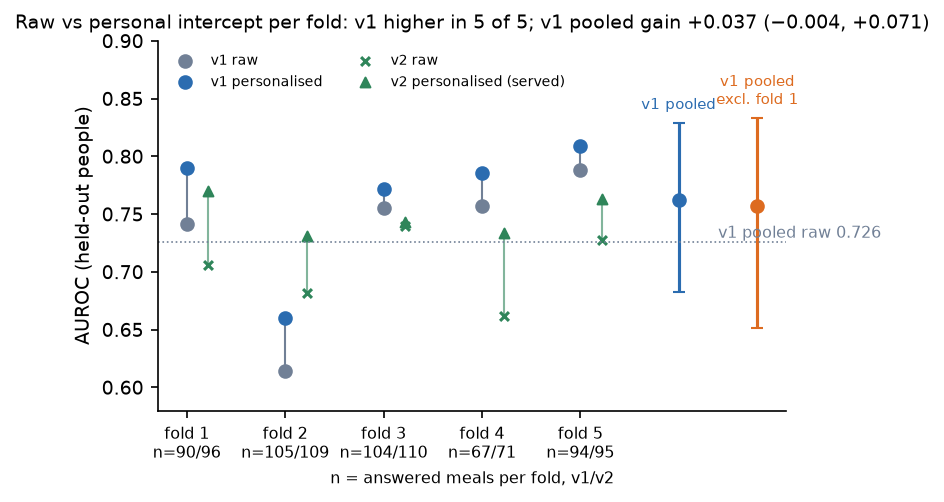 Raw vs personal intercept per fold: v1 higher in 5 of 5; v1 pooled gain +0.037 (−0.004, +0.071)
v1 raw
v1 personalised
v2 raw
v2 personalised (served)
AUROC (held-out people)
0.90
0.85
0.80
0.75
0.70
0.65
0.60
v1 pooled
v1 pooled
excl. fold 1
v1 pooled raw 0.726
fold 1
n=90/96
fold 2
n=105/109
fold 3
n=104/110
fold 4
n=67/71
fold 5
n=94/95
n = answered meals per fold, v1/v2